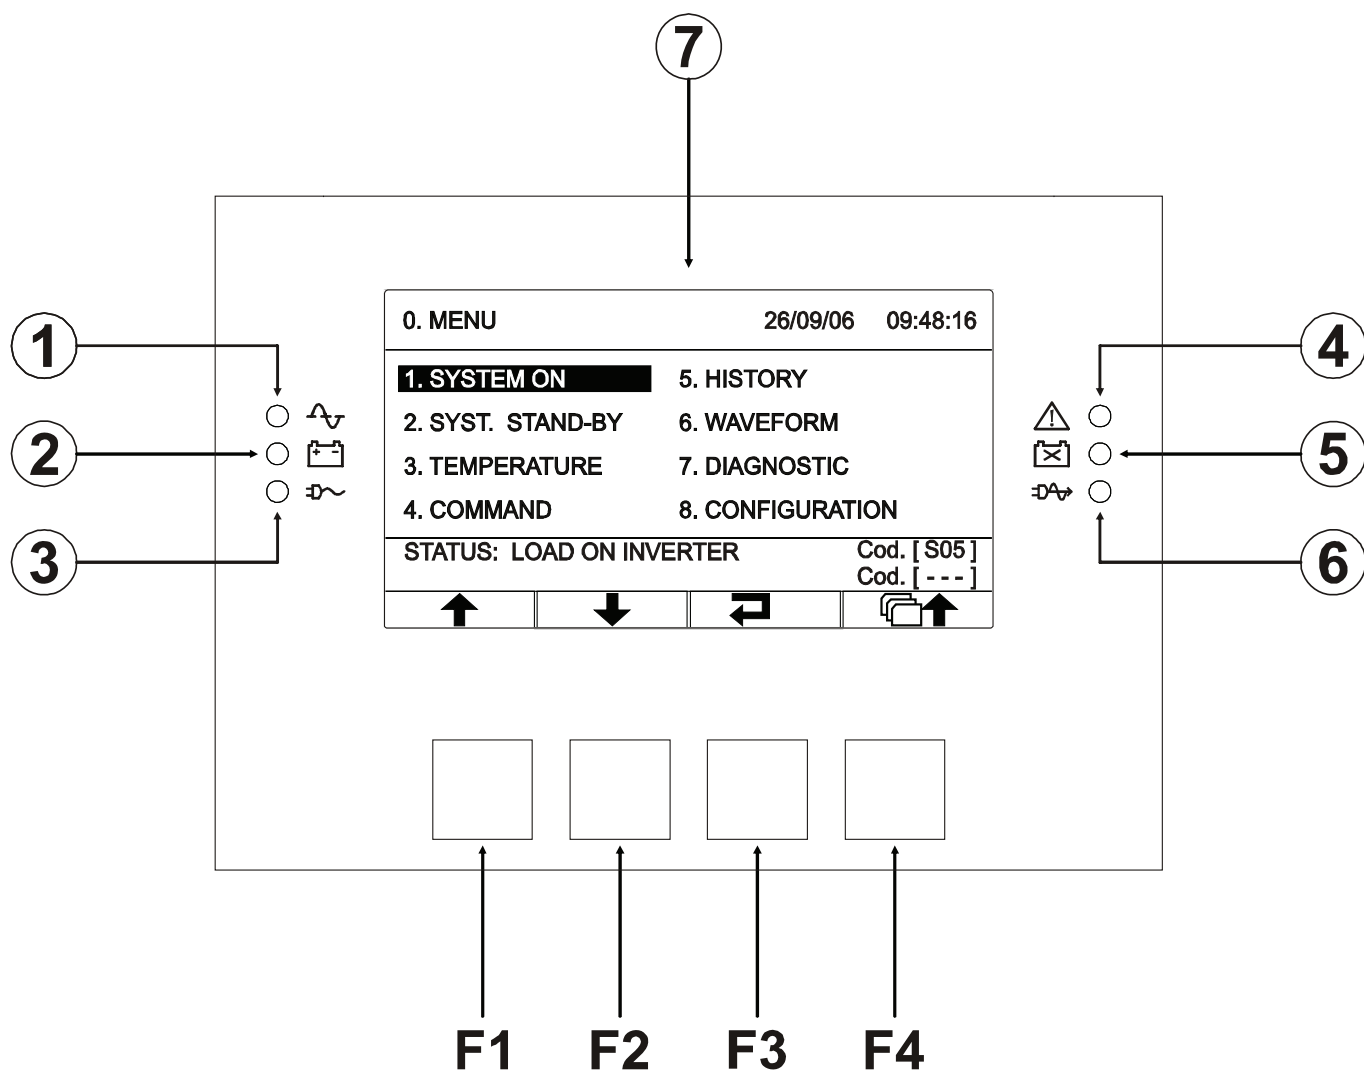 7
0. MENU 26/09/06 09:48:16
1 4
1. SYSTEM ON 5. HISTORY
2. SYST. STAND-BY 6. WAVEFORM
2 5
3. TEMPERATURE 7. DIAGNOSTIC
4. COMMAND 8. CONFIGURATION
3 6
STATUS: LOAD ON INVERTER Cod. [ S05 ]
Cod. [ - - - ]
F1 F2 F3 F4